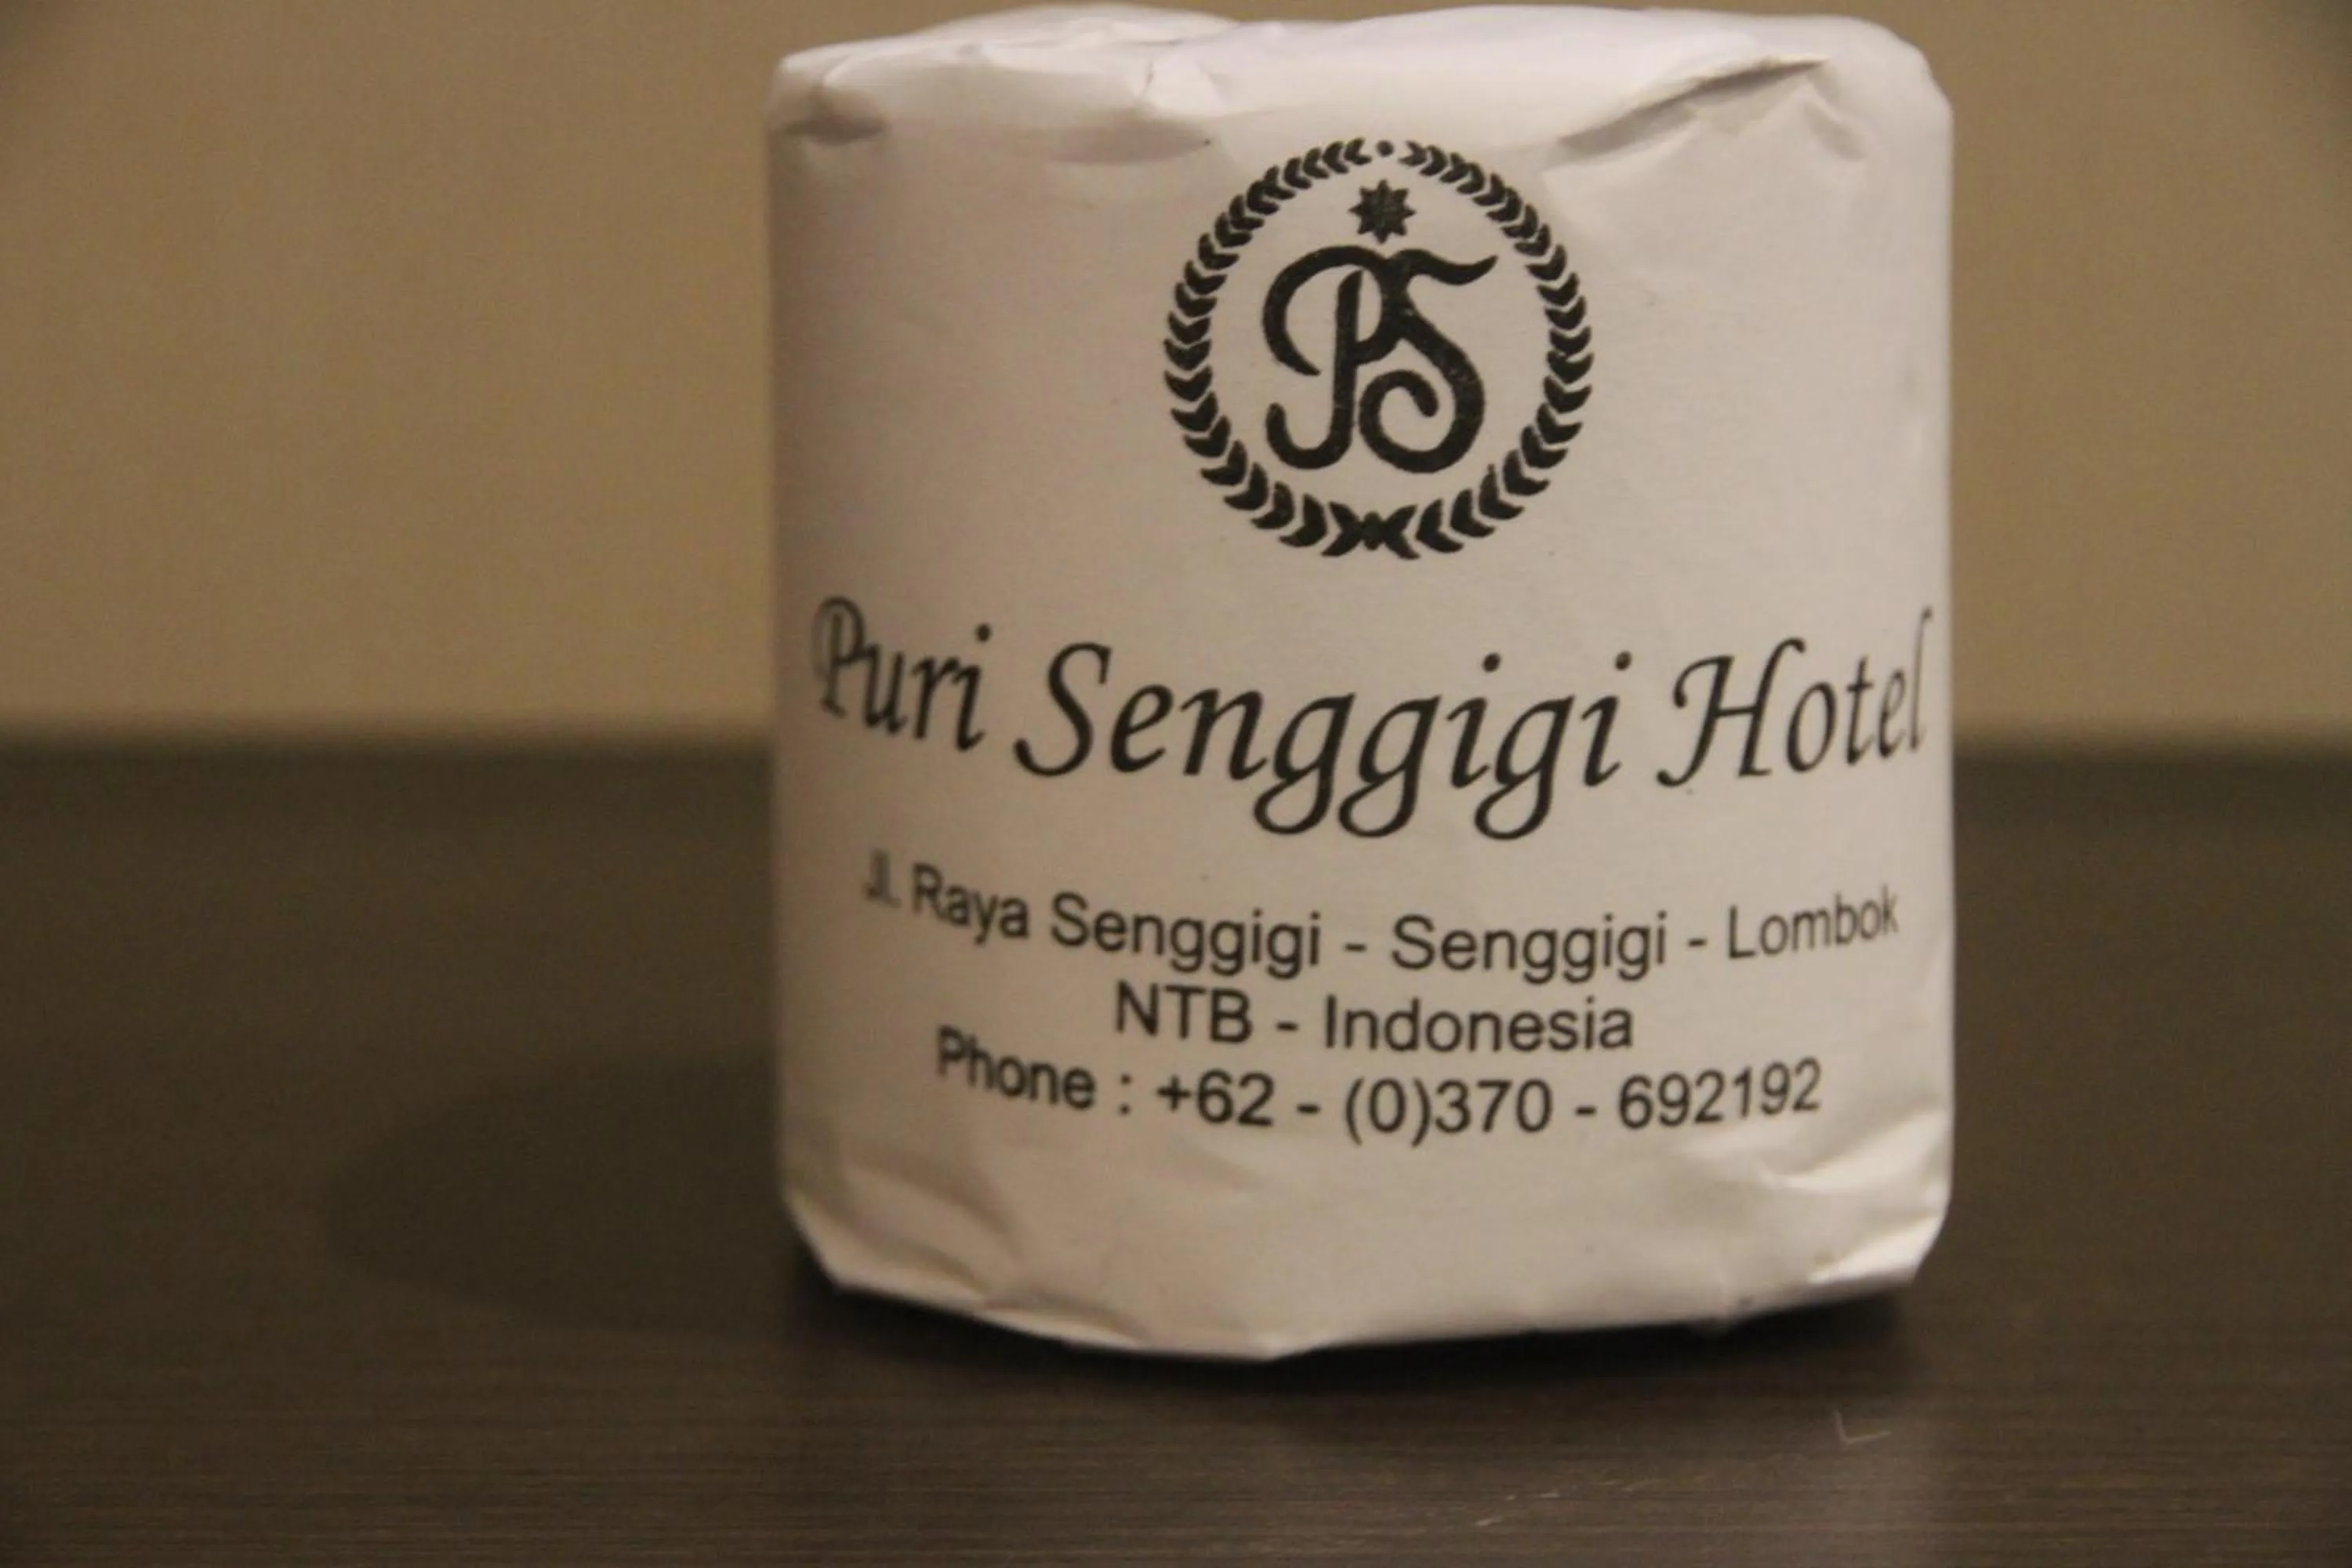 PS
Puri Senggigi Hotel
Jl. Raya Senggigi - Senggigi - Lombok
NTB - Indonesia
Phone : +62 - (0)370 - 692192